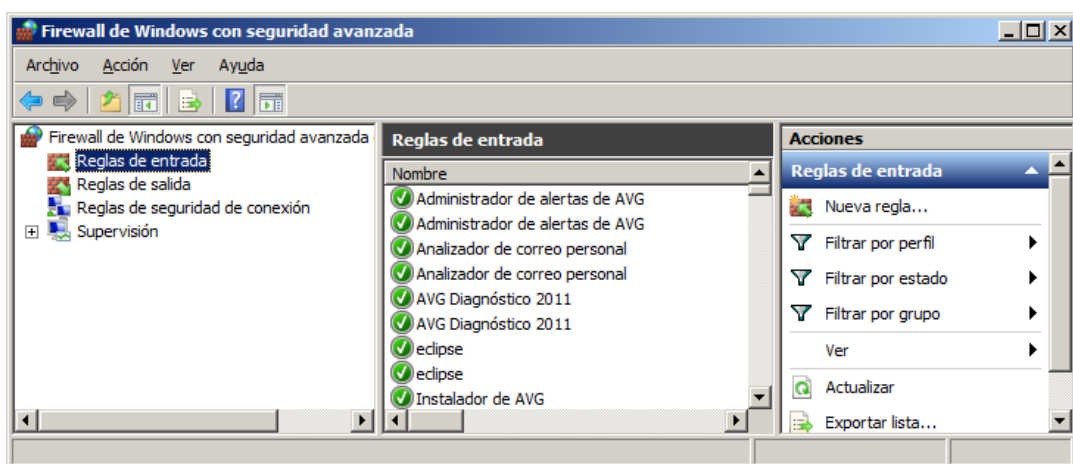 Firewall de Windows con seguridad avanzada
Archivo Acción Ver Ayuda
Firewall de Windows con seguridad avanzada
Reglas de entrada
Reglas de salida
Reglas de seguridad de conexión
Supervisión
Reglas de entrada
Nombre
Administrador de alertas de AVG
Administrador de alertas de AVG
Analizador de correo personal
Analizador de correo personal
AVG Diagnóstico 2011
AVG Diagnóstico 2011
eclipse
eclipse
Instalador de AVG
Acciones
Reglas de entrada
Nueva regla...
Filtrar por perfil
Filtrar por estado
Filtrar por grupo
Ver
Actualizar
Exportar lista...